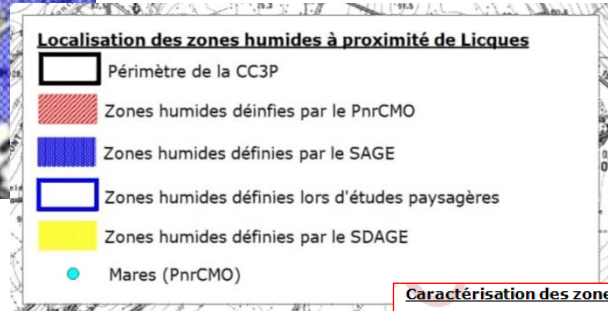 Localisation des zones humides à proximité de Licques
Périmètre de la CC3P
Zones humides déinfies par le PnrCMO
Zones humides définies par le SAGE
Zones humides définies lors d'études paysagères
Zones humides définies par le SDAGE
Mares (PnrCMO)
Caractérisation des zone